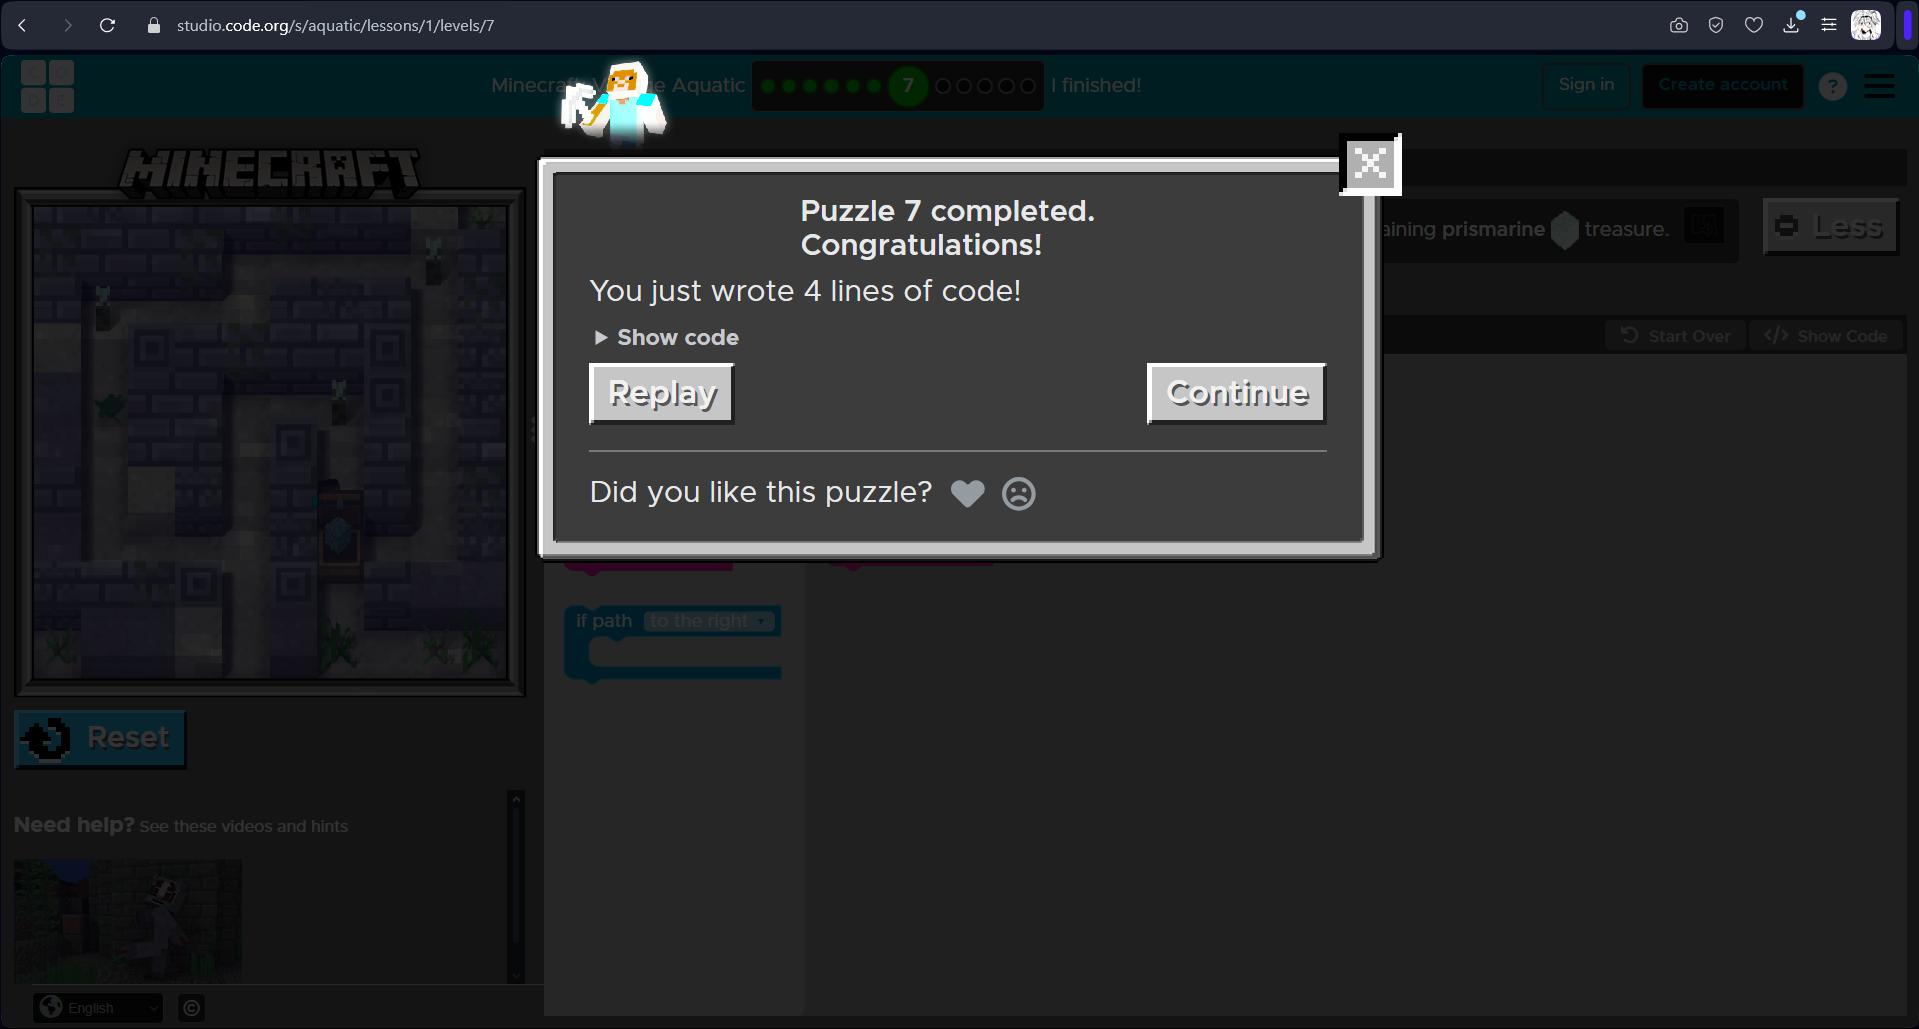 studio.code.org/s/aquatic/lessons/1/levels/7
Minecraft Voyage Aquatic
7
I finished!
Sign in
Create account
?
MINECRAFT
Puzzle 7 completed.
Congratulations!
You just wrote 4 lines of code!
Show code
Replay
Continue
Did you like this puzzle?
aining prismarine treasure.
Less
Start Over
</> Show Code
if path to the right
Reset
Need help? See these videos and hints
English
©